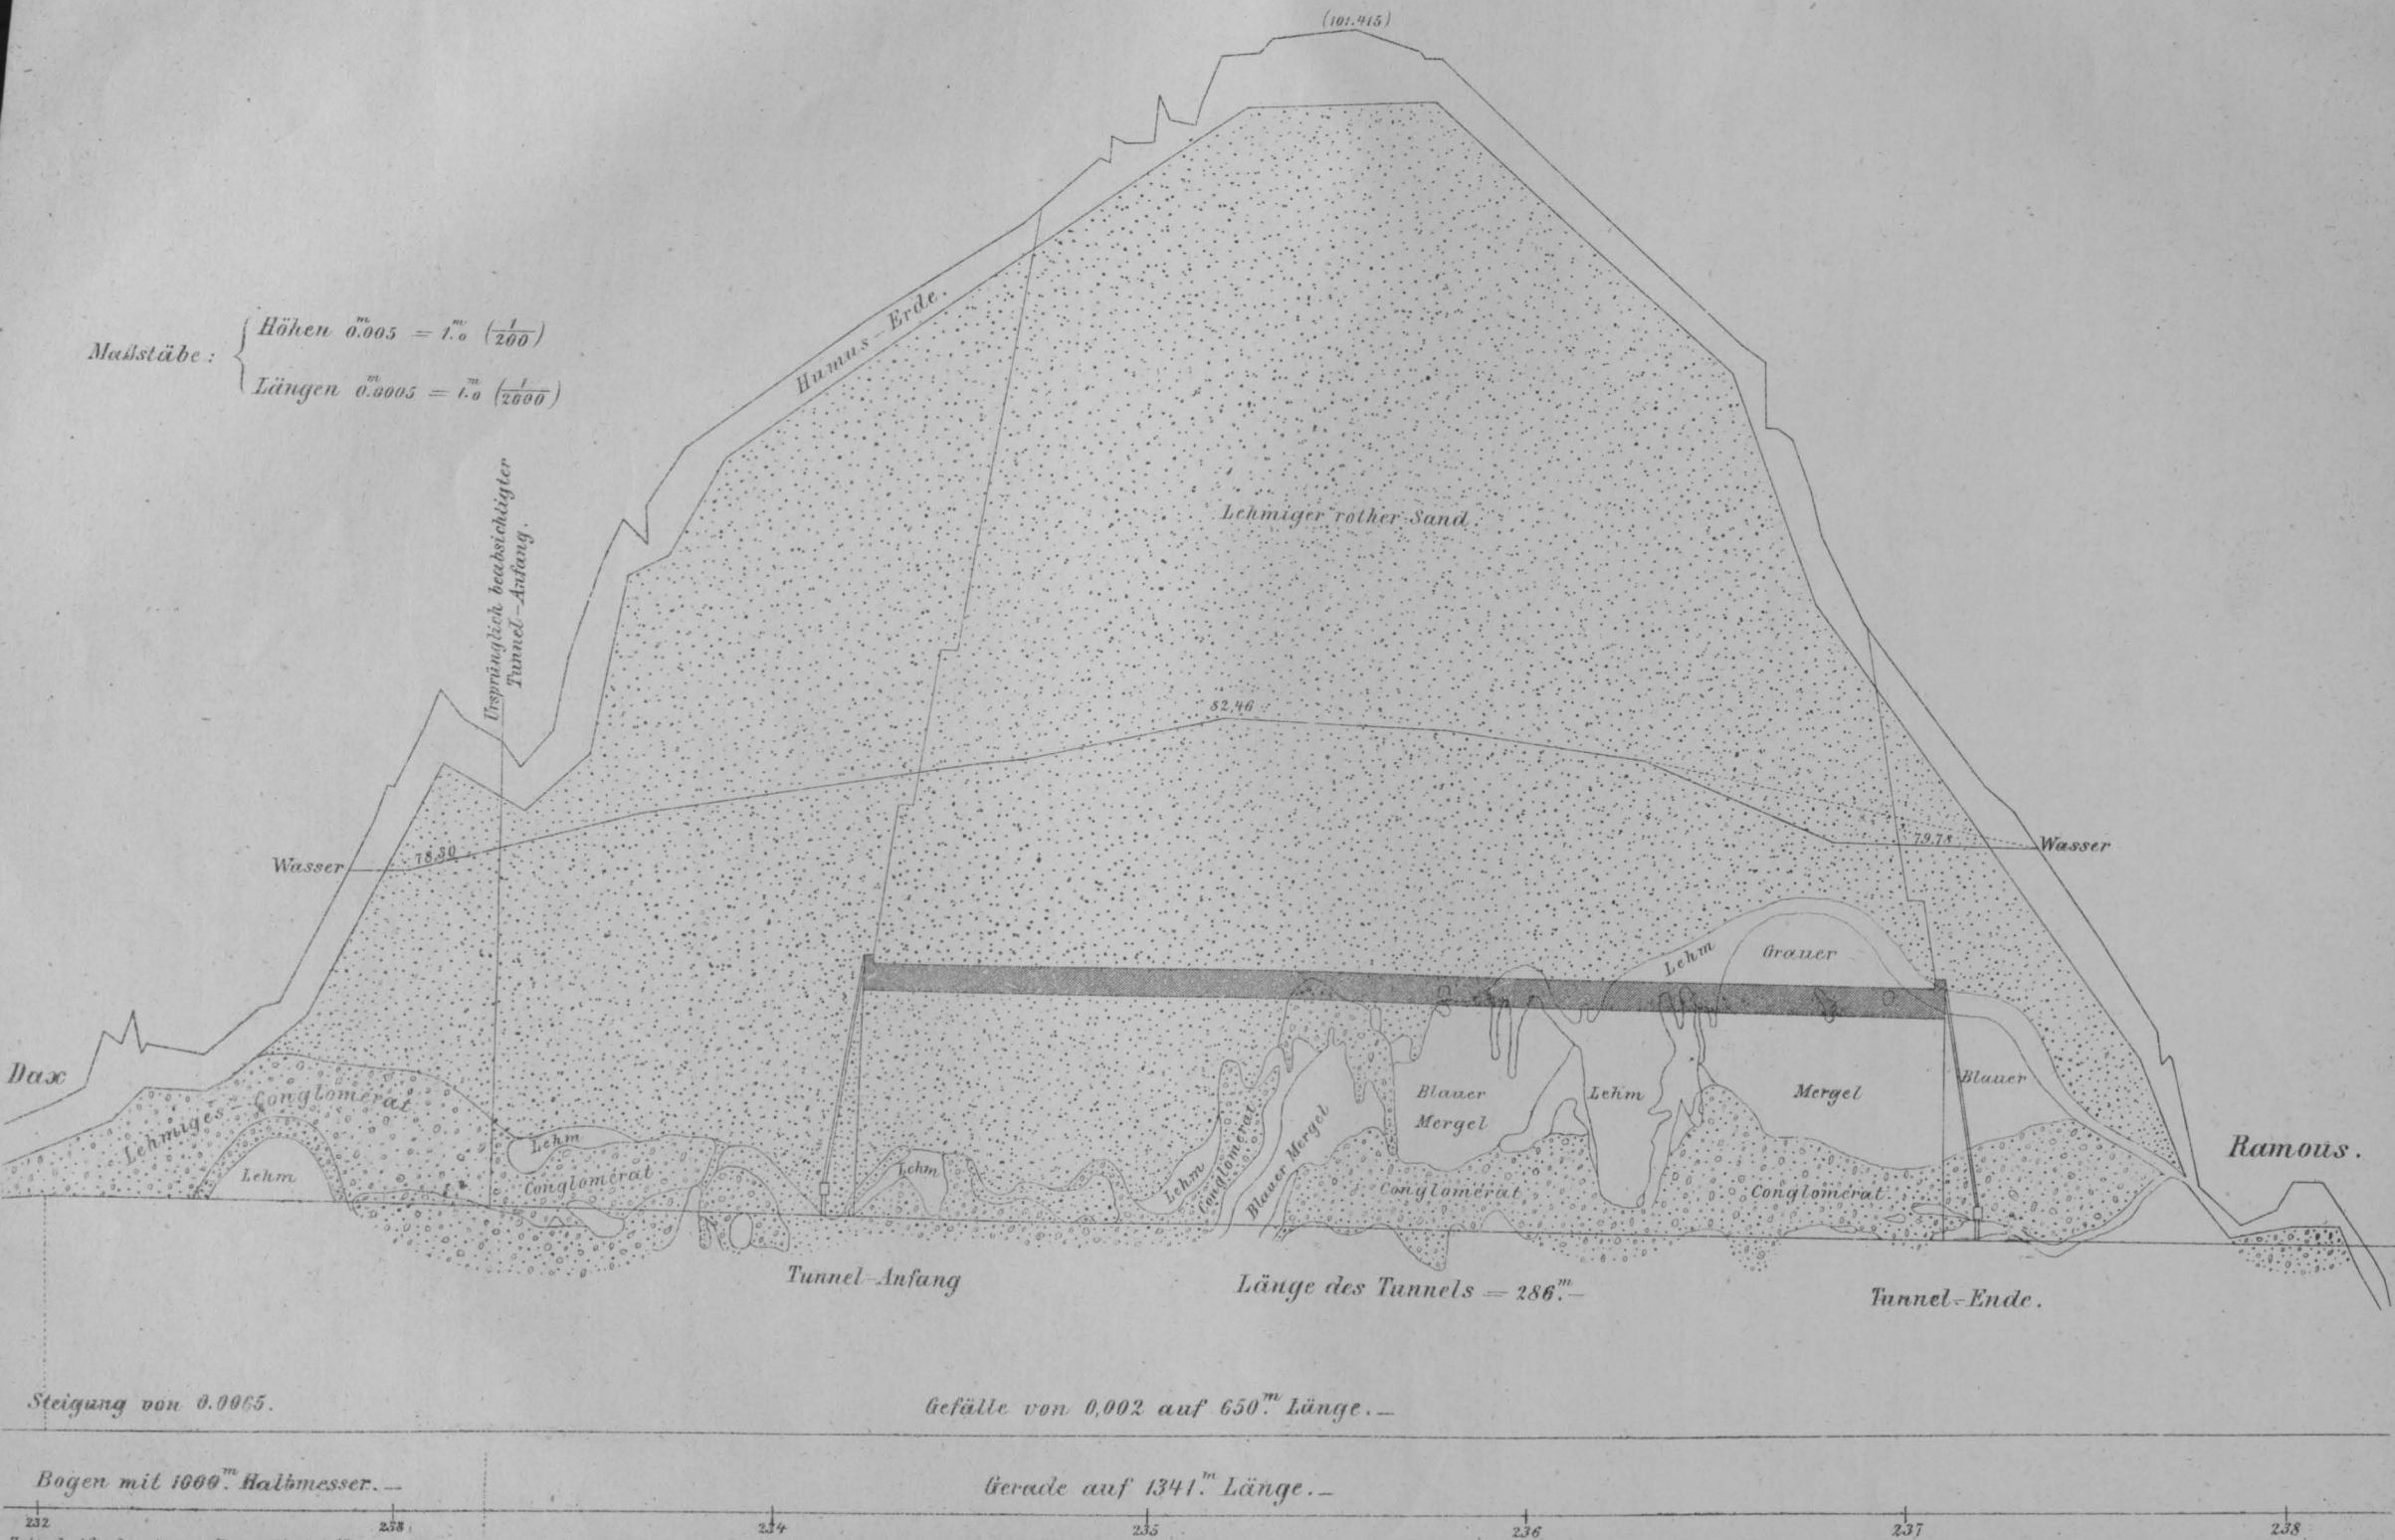 (101.415)
Humus-Erde.
Maßstäbe:
Höhen 0.005 m = 1.0 m (1/200)
Längen 0.0005 m = 1.0 m (1/2000)
Ursprünglich beabsichtigter
Tunnel-Anfang.
Lehmiger rother Sand.
82,46
78,30
79,78
Wasser
Wasser
Lehm
Grauer
Dax
Lehmiges-Conglomerat
Lehm
Lehm
Conglomerat
Lehm
Lehm
Conglomerat
Blauer Mergel
Blauer
Mergel
Lehm
Mergel
Blauer
Conglomerat
Conglomerat
Ramous.
Tunnel-Anfang
Länge des Tunnels = 286. m –
Tunnel-Ende.
Steigung von 0.0065.
Gefälle von 0,002 auf 650. m Länge. –
Bogen mit 1000. m Halbmesser. –
Gerade auf 1341. m Länge. –
232 233 234 235 236 237 238